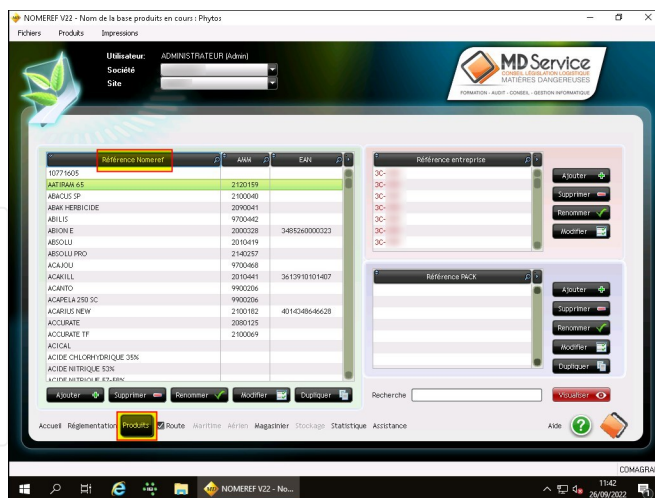 NOMEREF V22 - Nom de la base produits en cours : Phytos
Fichiers Produits Impressions
Utilisateur: ADMINISTRATEUR (Admin)
Société
Site
MD Service
CONSEIL LÉGISLATION LOGISTIQUE
MATIÈRES DANGEREUSES
FORMATION - AUDIT - CONSEIL - GESTION INFORMATIQUE
Référence Nomeref AMM EAN
10771605
AATIRAM 65 2120159
ABACUS SP 2100040
ABAK HERBICIDE 2090041
ABILIS 9700442
ABION E 2000328 3485260000323
ABSOLU 2010419
ABSOLU PRO 2140257
ACAJOU 9700468
ACAKILL 2010441 3613910101407
ACANTO 9900206
ACAPELA 250 SC 9900206
ACARIUS NEW 2100182 4014348646628
ACCURATE 2080125
ACCURATE TF 2100069
ACICAL
ACIDE CHLORHYDRIQUE 35%
ACIDE NITRIQUE 53%
ACIDE NITRIQUE 57-58%
Ajouter Supprimer Renommer Modifier Dupliquer
Référence entreprise
3C-
3C-
3C-
3C-
3C-
3C-
3C-
Ajouter
Supprimer
Renommer
Modifier
Référence PACK
Ajouter
Supprimer
Renommer
Modifier
Dupliquer
Recherche
Visualiser
Accueil Réglementation Produits Route Maritime Aérien Magasinier Stockage Statistique Assistance
Aide
COMAGRA
NOMEREF V22 - No...
11:42
26/09/2022